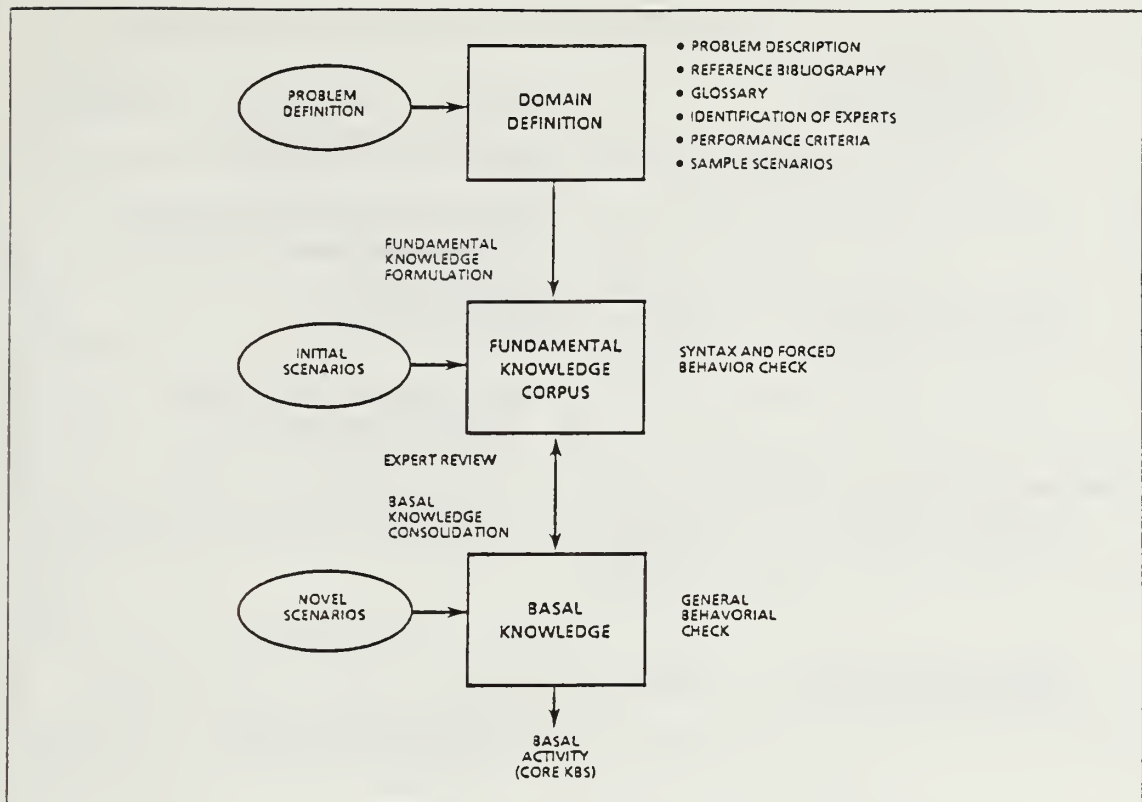 PROBLEM
DEFINITION
DOMAIN
DEFINITION
● PROBLEM DESCRIPTION
● REFERENCE BIBLIOGRAPHY
● GLOSSARY
● IDENTIFICATION OF EXPERTS
● PERFORMANCE CRITERIA
● SAMPLE SCENARIOS
FUNDAMENTAL
KNOWLEDGE
FORMULATION
INITIAL
SCENARIOS
FUNDAMENTAL
KNOWLEDGE
CORPUS
SYNTAX AND FORCED
BEHAVIOR CHECK
EXPERT REVIEW
BASAL
KNOWLEDGE
CONSOLIDATION
NOVEL
SCENARIOS
BASAL
KNOWLEDGE
GENERAL
BEHAVORIAL
CHECK
BASAL
ACTIVITY
(CORE KBS)